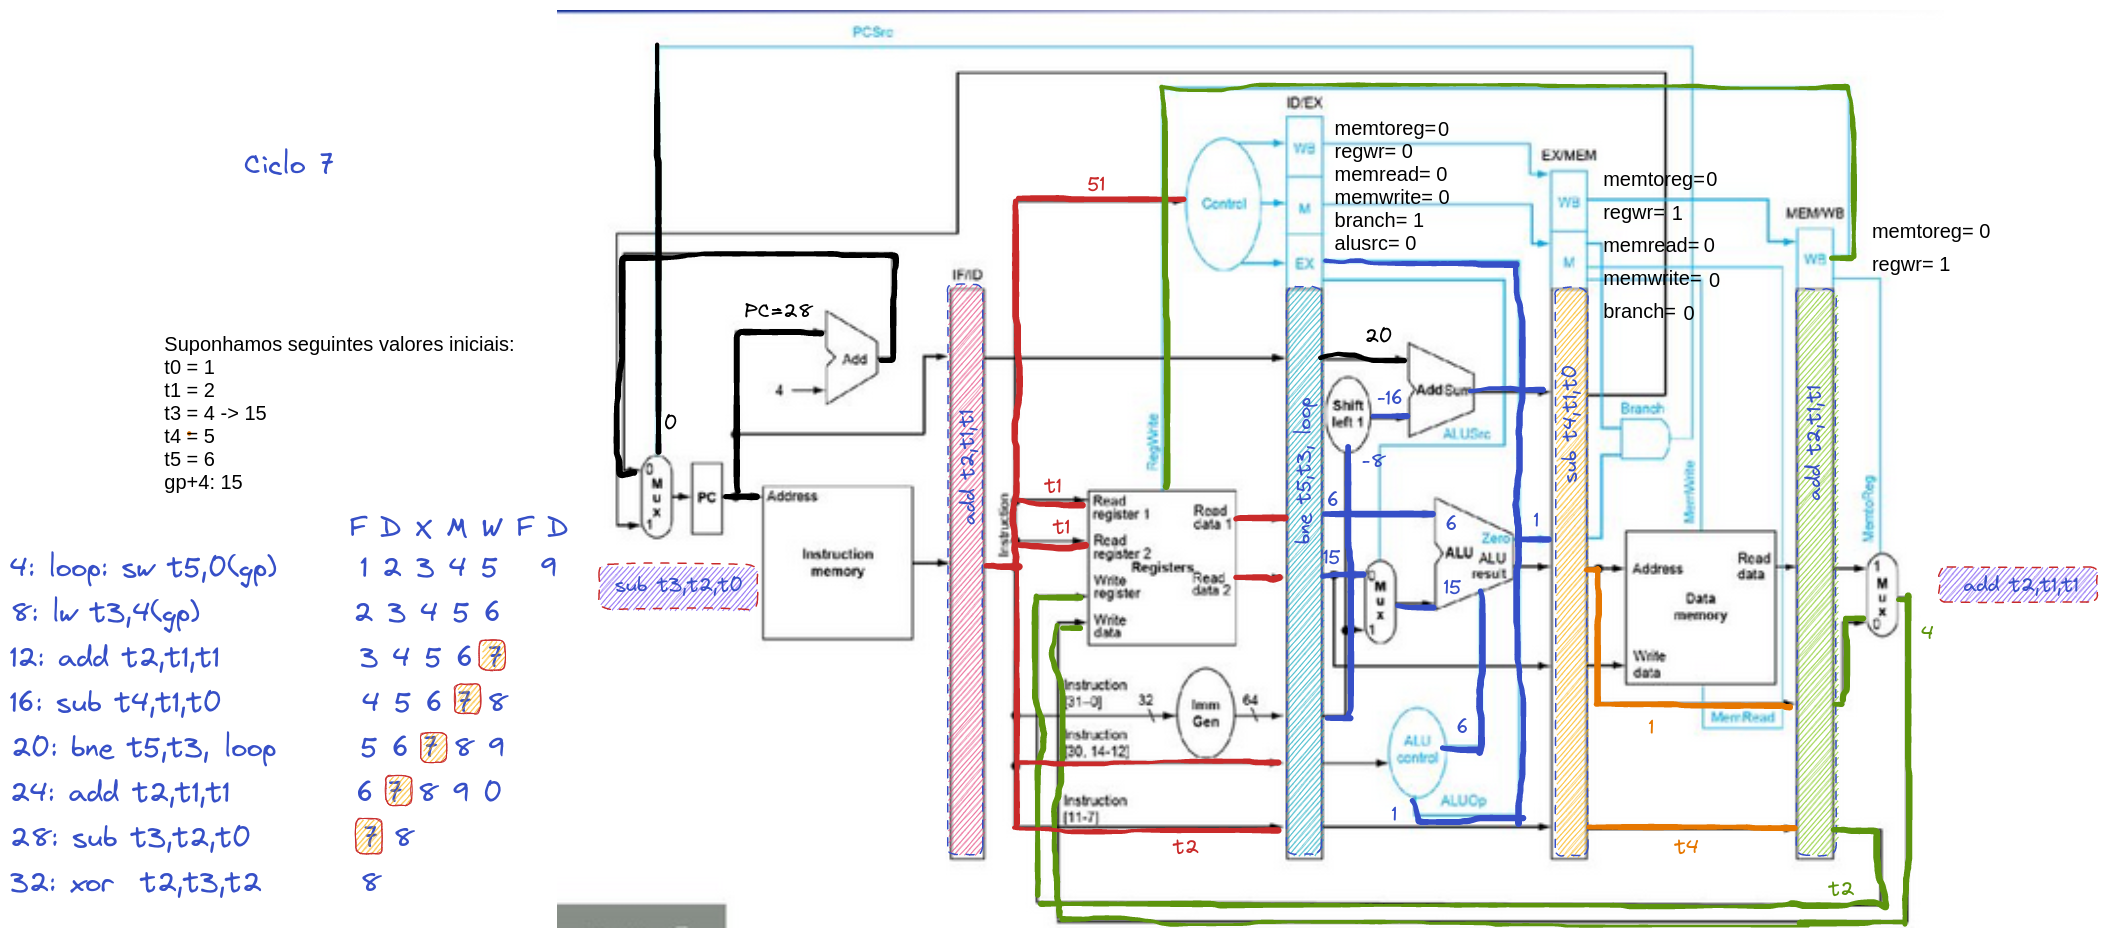 Ciclo 7
Suponhamos seguintes valores iniciais:
t0 = 1
t1 = 2
t3 = 4 -> 15
t4 = 5
t5 = 6
gp+4: 15
F D X M W F D
4: loop: sw t5,0(gp) 1 2 3 4 5 9
8: lw t3,4(gp) 2 3 4 5 6
12: add t2,t1,t1 3 4 5 6 7
16: sub t4,t1,t0 4 5 6 7 8
20: bne t5,t3, loop 5 6 7 8 9
24: add t2,t1,t1 6 7 8 9 0
28: sub t3,t2,t0 7 8
32: xor t2,t3,t2 8
PCSrc
0
0
M
u
x
1
PC
PC=28
4
Add
Address
Instruction
memory
sub t3,t2,t0
IF/ID
add t2,t1,t1
Instruction
51
Control
RegWrite
t1
t1
Read
register 1
Read
register 2
Registers
Write
register
Write
data
Read
data 1
Read
data 2
Instruction
[31-0]
32
Imm
Gen
64
Instruction
[30, 14-12]
Instruction
[11-7]
t2
ID/EX
WB
M
EX
bne t5,t3, loop
memtoreg=0
regwr= 0
memread= 0
memwrite= 0
branch= 1
alusrc= 0
20
Shift
left 1
-16
-8
Add Sum
ALUSrc
6
15
0
M
u
x
1
6
15
ALU
Zero
ALU
result
1
6
ALU
control
1
ALUOp
EX/MEM
WB
M
sub t4,t1,t0
memtoreg=0
regwr= 1
memread= 0
memwrite= 0
branch= 0
Branch
MemWrite
Address
Read
data
Data
memory
Write
data
MemRead
1
t4
MEM/WB
WB
add t2,t1,t1
memtoreg= 0
regwr= 1
MemtoReg
1
M
u
x
0
4
add t2,t1,t1
t2